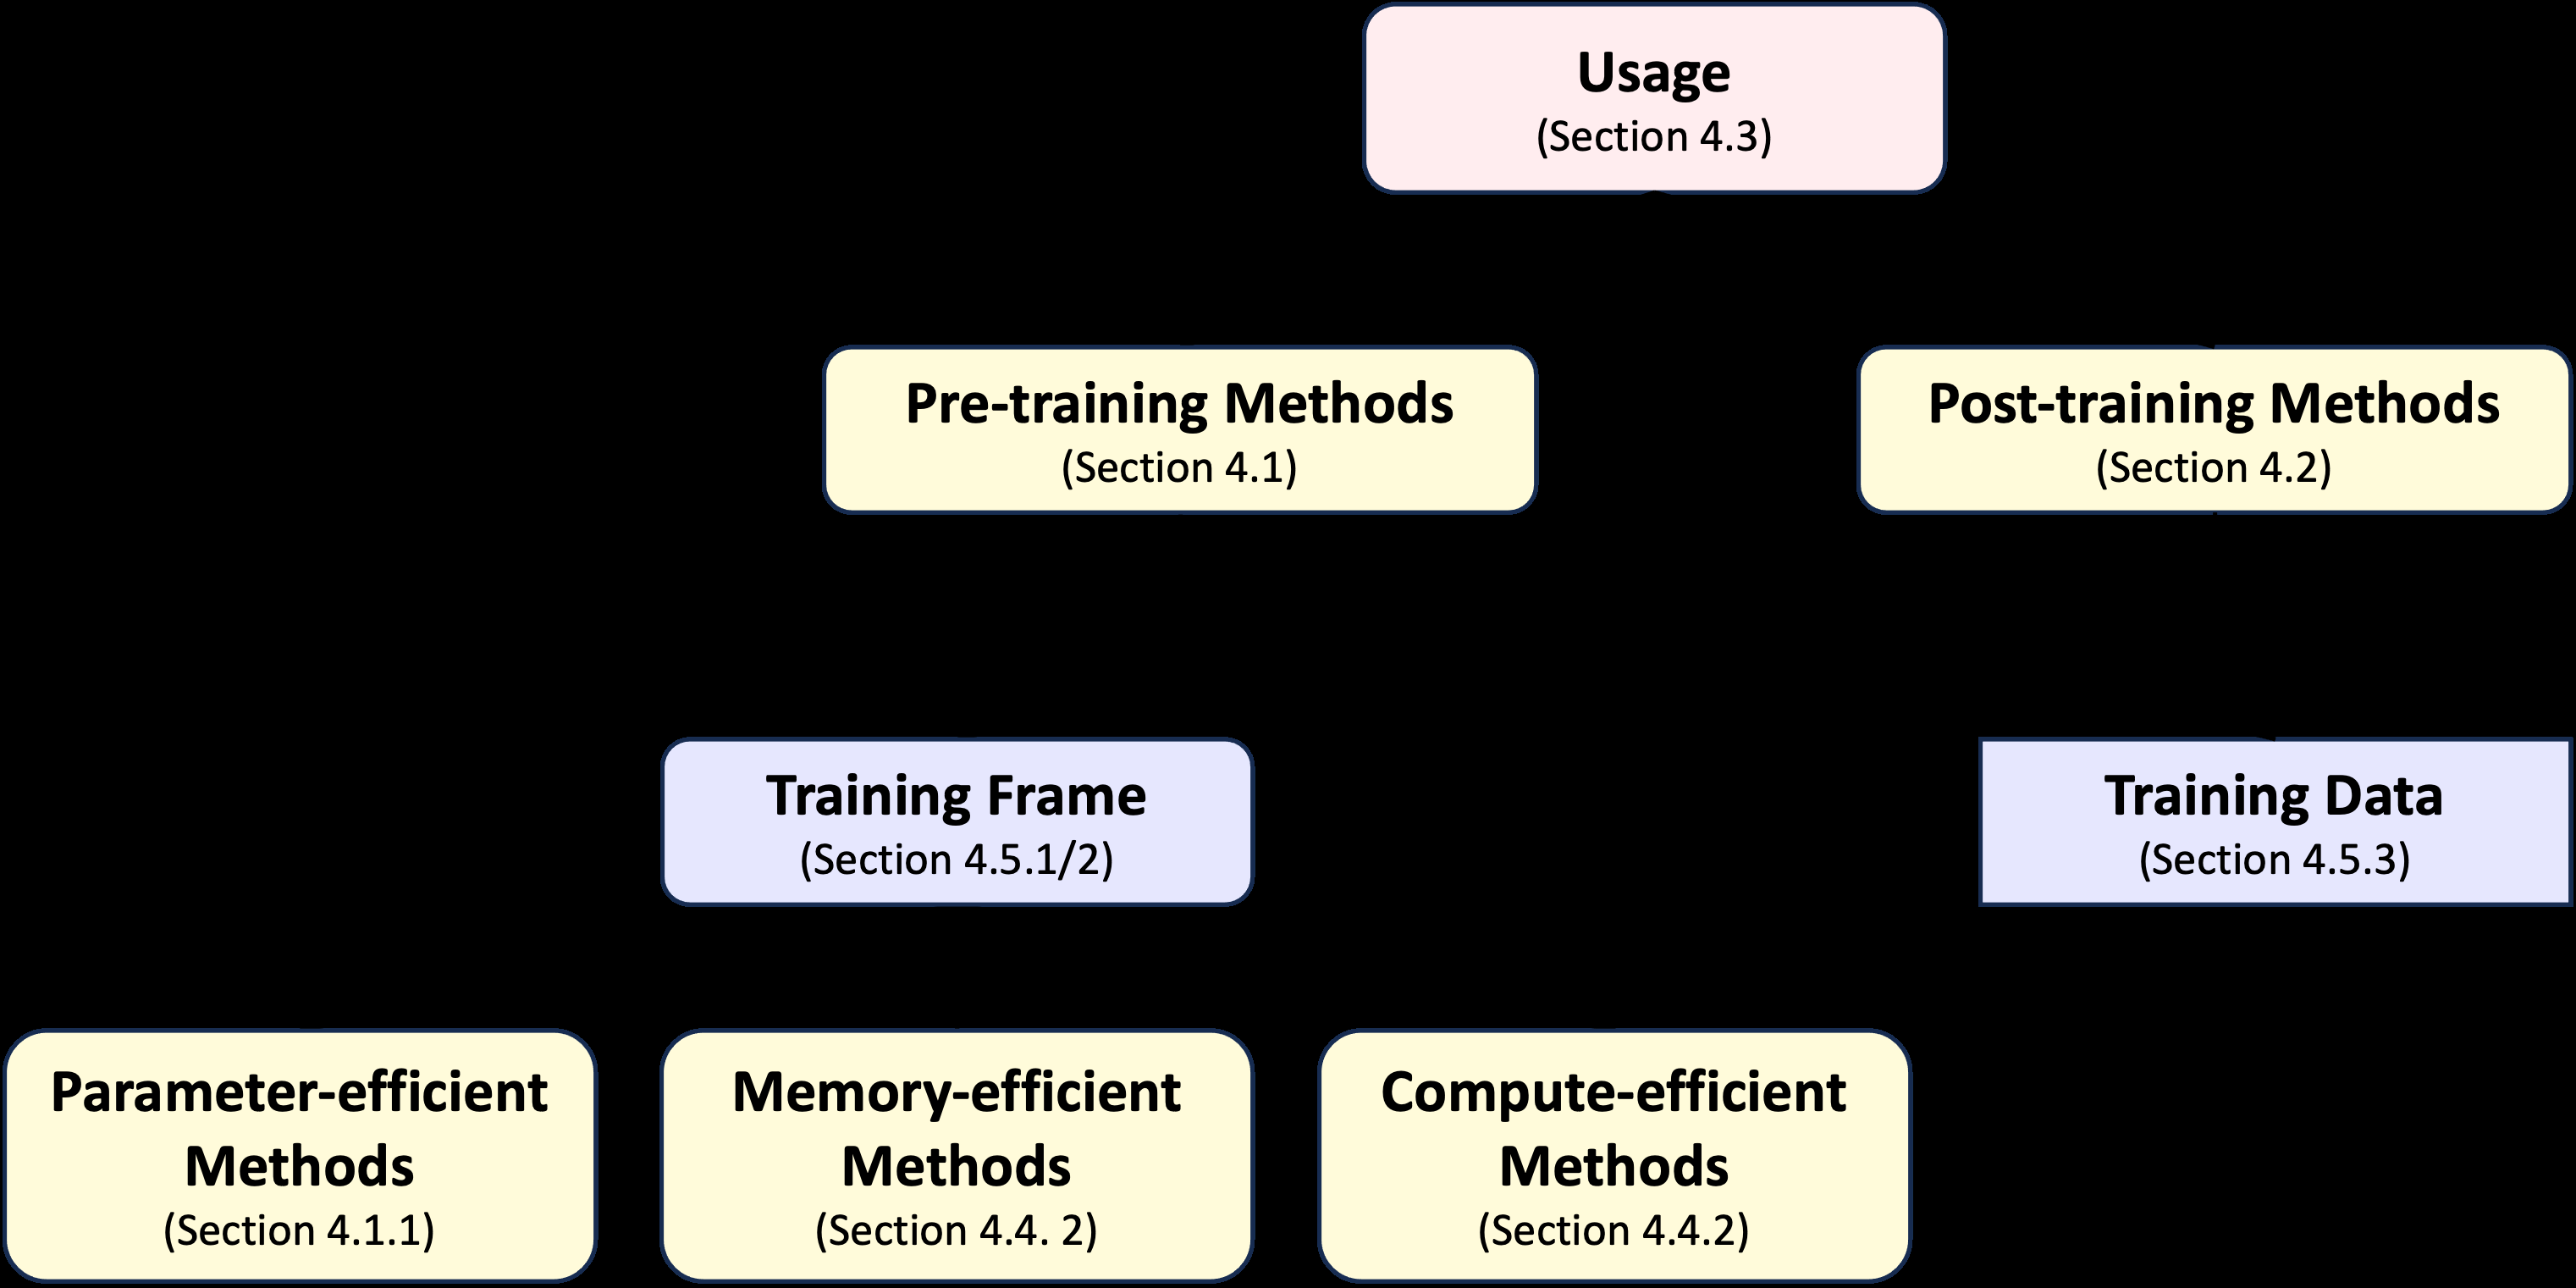 Usage
(Section 4.3)
Pre-training Methods
(Section 4.1)
Post-training Methods
(Section 4.2)
Training Frame
(Section 4.5.1/2)
Training Data
(Section 4.5.3)
Parameter-efficient
Methods
(Section 4.1.1)
Memory-efficient
Methods
(Section 4.4. 2)
Compute-efficient
Methods
(Section 4.4.2)